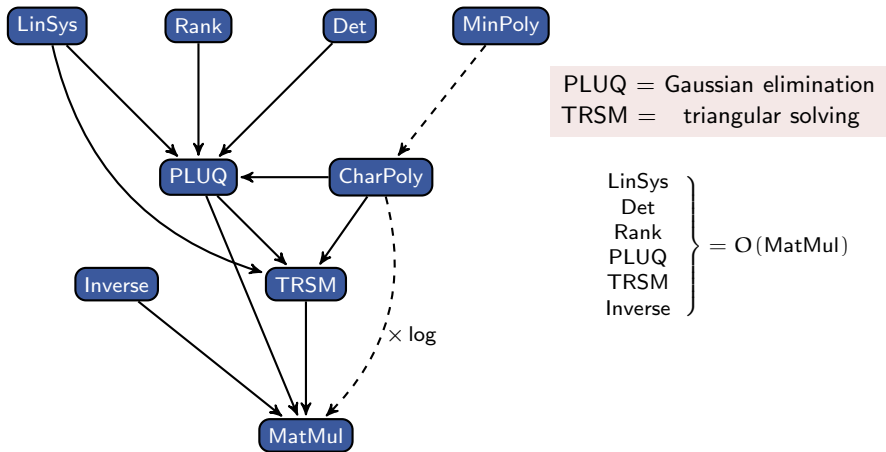 LinSys Rank Det MinPoly
PLUQ = Gaussian elimination
TRSM = triangular solving
PLUQ CharPoly
LinSys
Det
Rank
PLUQ
TRSM
Inverse
= O(MatMul)
Inverse TRSM
× log
MatMul